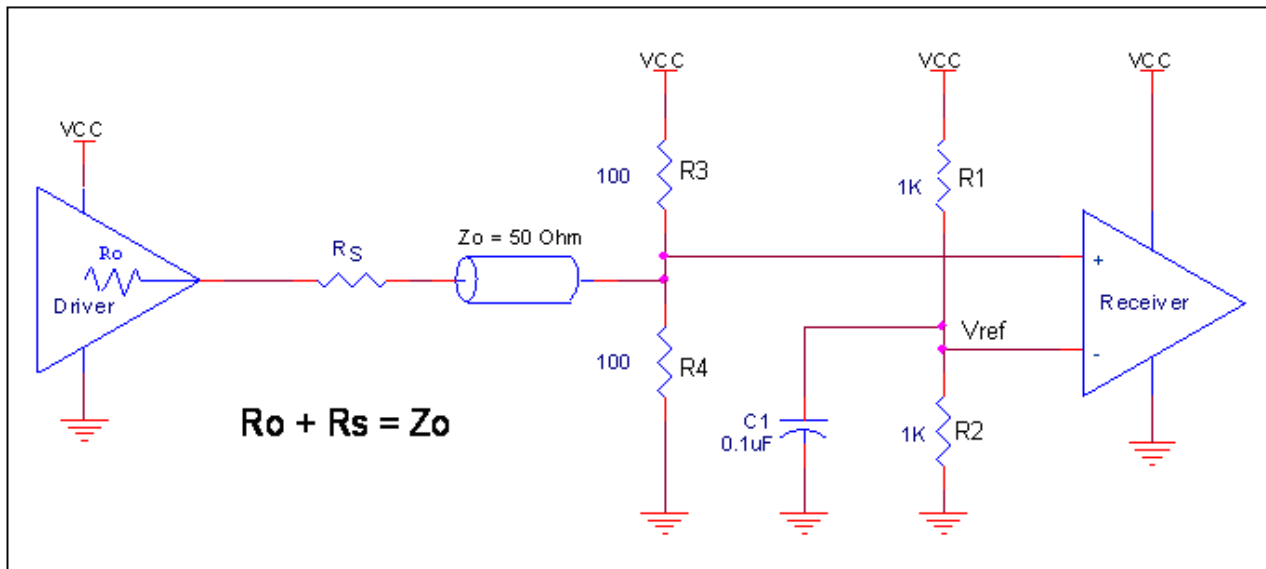 VCC
VCC
VCC
VCC
R3
100
R1
1K
Zo = 50 Ohm
Ro
RS
Driver
+
Receiver
Vref
-
R4
100
Ro + Rs = Zo
C1
0.1uF
R2
1K